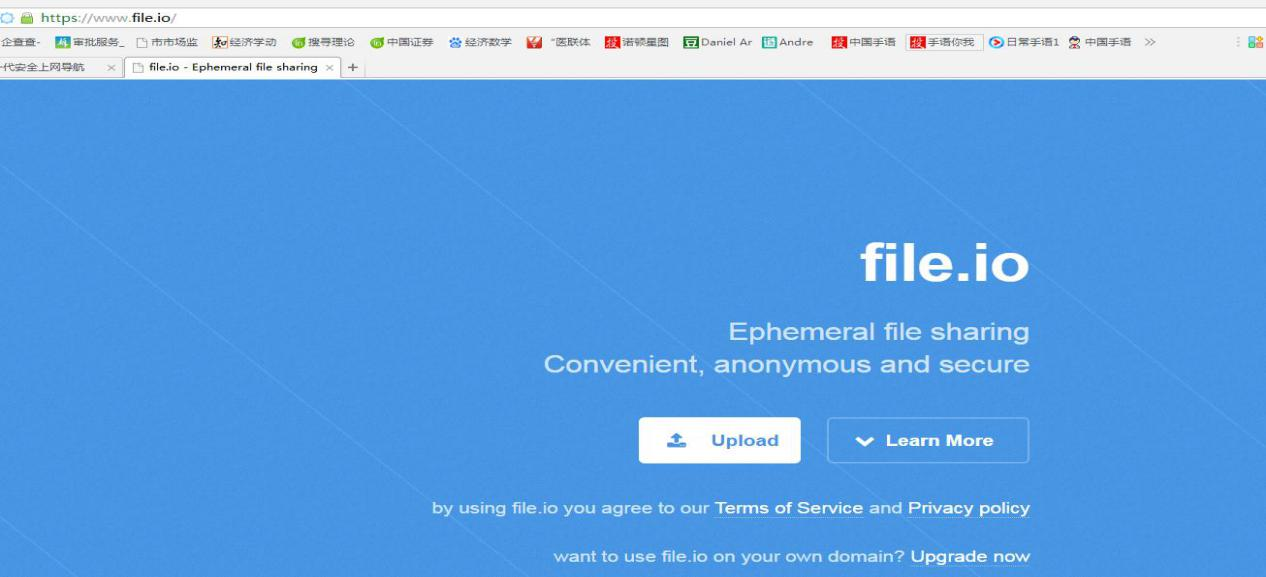 https://www.file.io/
企查查- 审批服务_ 市市场监 经济学动 搜寻理论 中国证券 经济数学 “医联体 诺顿星图 Daniel Ar Andre 中国手语 手语你我 日常手语1 中国手语
代安全上网导航 file.io - Ephemeral file sharing
file.io
Ephemeral file sharing
Convenient, anonymous and secure
Upload Learn More
by using file.io you agree to our Terms of Service and Privacy policy
want to use file.io on your own domain? Upgrade now